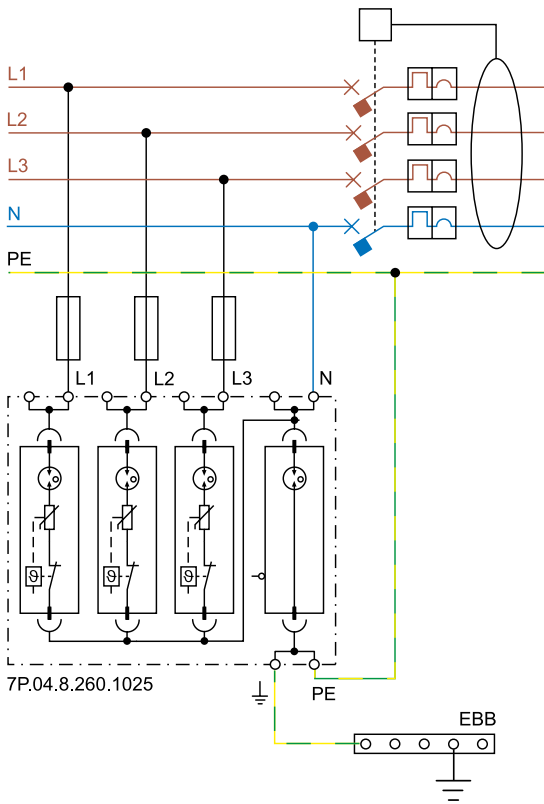 L1
L2
L3
N
PE
L1 L2 L3 N
ϑ ϑ ϑ
7P.04.8.260.1025
PE
EBB